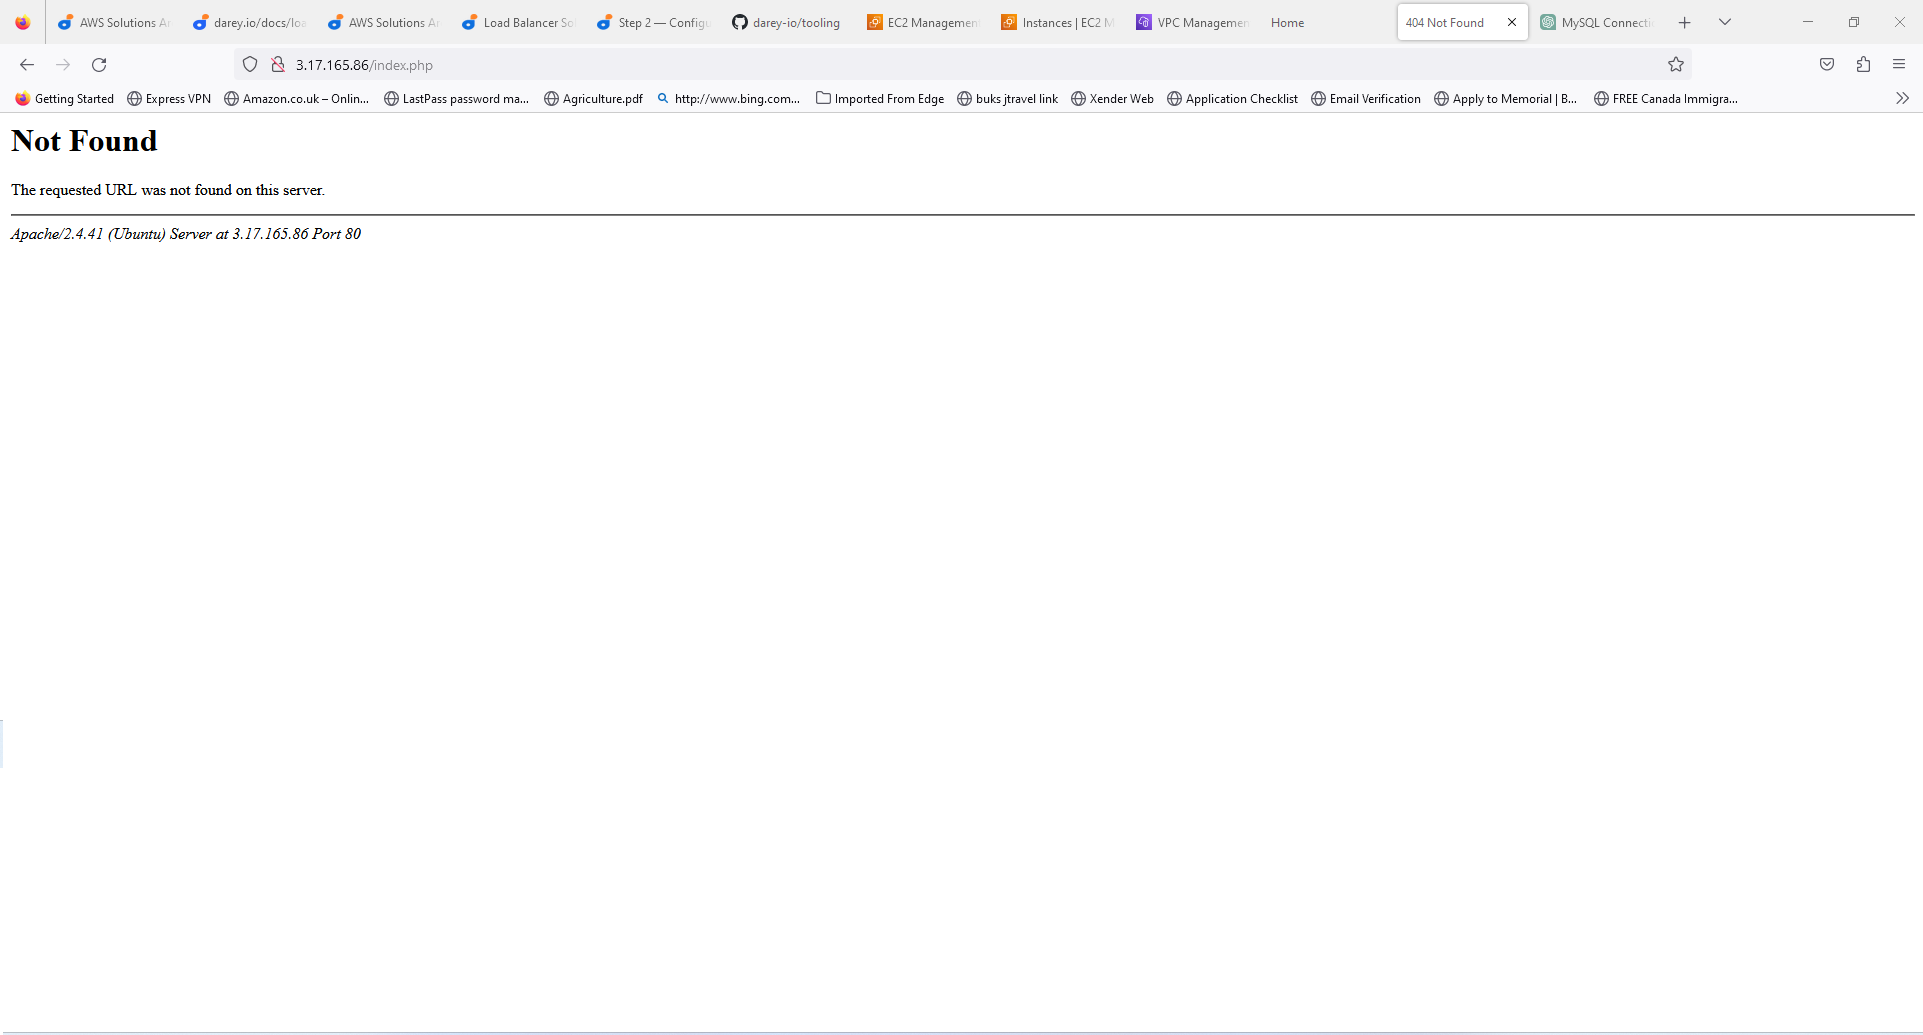 AWS Solutions Ar
darey.io/docs/loa
AWS Solutions Ar
Load Balancer Sol
Step 2 — Configu
darey-io/tooling
EC2 Management
Instances | EC2 M
VPC Management
Home
404 Not Found
MySQL Connecti
3.17.165.86/index.php
Getting Started
Express VPN
Amazon.co.uk – Onlin...
LastPass password ma...
Agriculture.pdf
http://www.bing.com...
Imported From Edge
buks jtravel link
Xender Web
Application Checklist
Email Verification
Apply to Memorial | B...
FREE Canada Immigra...
Not Found
The requested URL was not found on this server.
Apache/2.4.41 (Ubuntu) Server at 3.17.165.86 Port 80